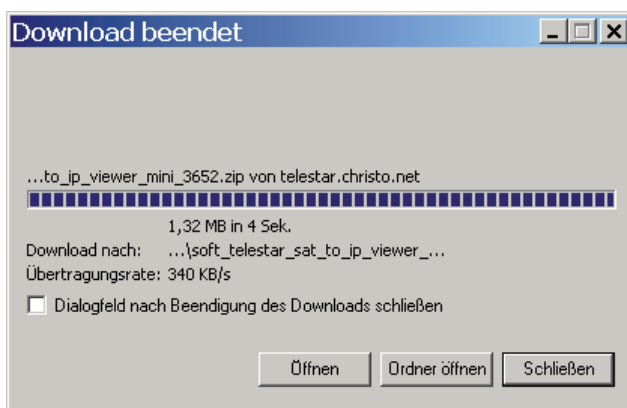 Download beendet
...to_ip_viewer_mini_3652.zip von telestar.christo.net
1,32 MB in 4 Sek.
Download nach: ...\soft_telestar_sat_to_ip_viewer_...
Übertragungsrate: 340 KB/s
Dialogfeld nach Beendigung des Downloads schließen
Öffnen Ordner öffnen Schließen